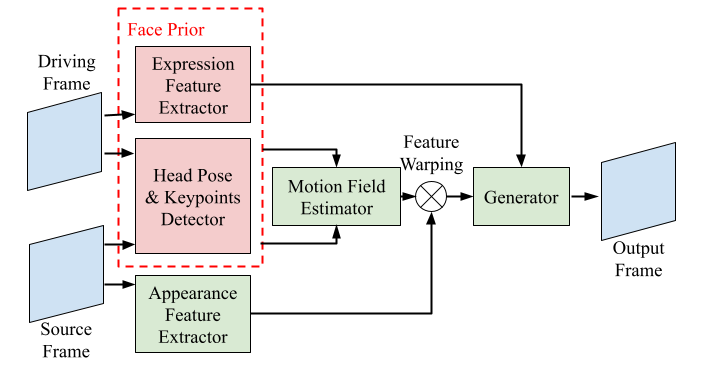 Face Prior
Driving
Frame
Expression
Feature
Extractor
Head Pose
& Keypoints
Detector
Motion Field
Estimator
Feature
Warping
Generator
Output
Frame
Appearance
Feature
Extractor
Source
Frame